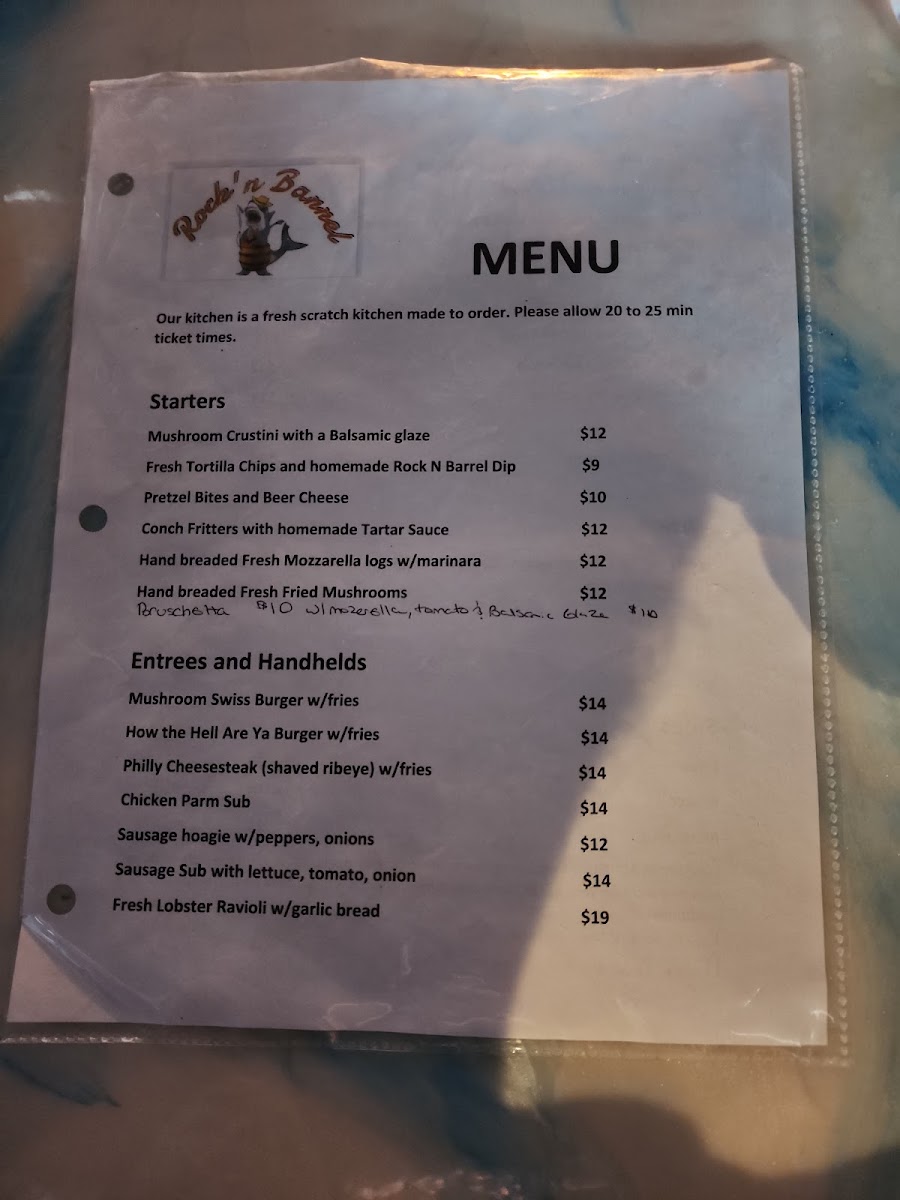 Rock'n Barrel
MENU
Our kitchen is a fresh scratch kitchen made to order. Please allow 20 to 25 min
ticket times.
Starters
Mushroom Crustini with a Balsamic glaze $12
Fresh Tortilla Chips and homemade Rock N Barrel Dip $9
Pretzel Bites and Beer Cheese $10
Conch Fritters with homemade Tartar Sauce $12
Hand breaded Fresh Mozzarella logs w/marinara $12
Hand breaded Fresh Fried Mushrooms $12
Bruschetta $10 w/mozerella, tomato & Balsamic Glaze $10
Entrees and Handhelds
Mushroom Swiss Burger w/fries $14
How the Hell Are Ya Burger w/fries $14
Philly Cheesesteak (shaved ribeye) w/fries $14
Chicken Parm Sub $14
Sausage hoagie w/peppers, onions $12
Sausage Sub with lettuce, tomato, onion $14
Fresh Lobster Ravioli w/garlic bread $19